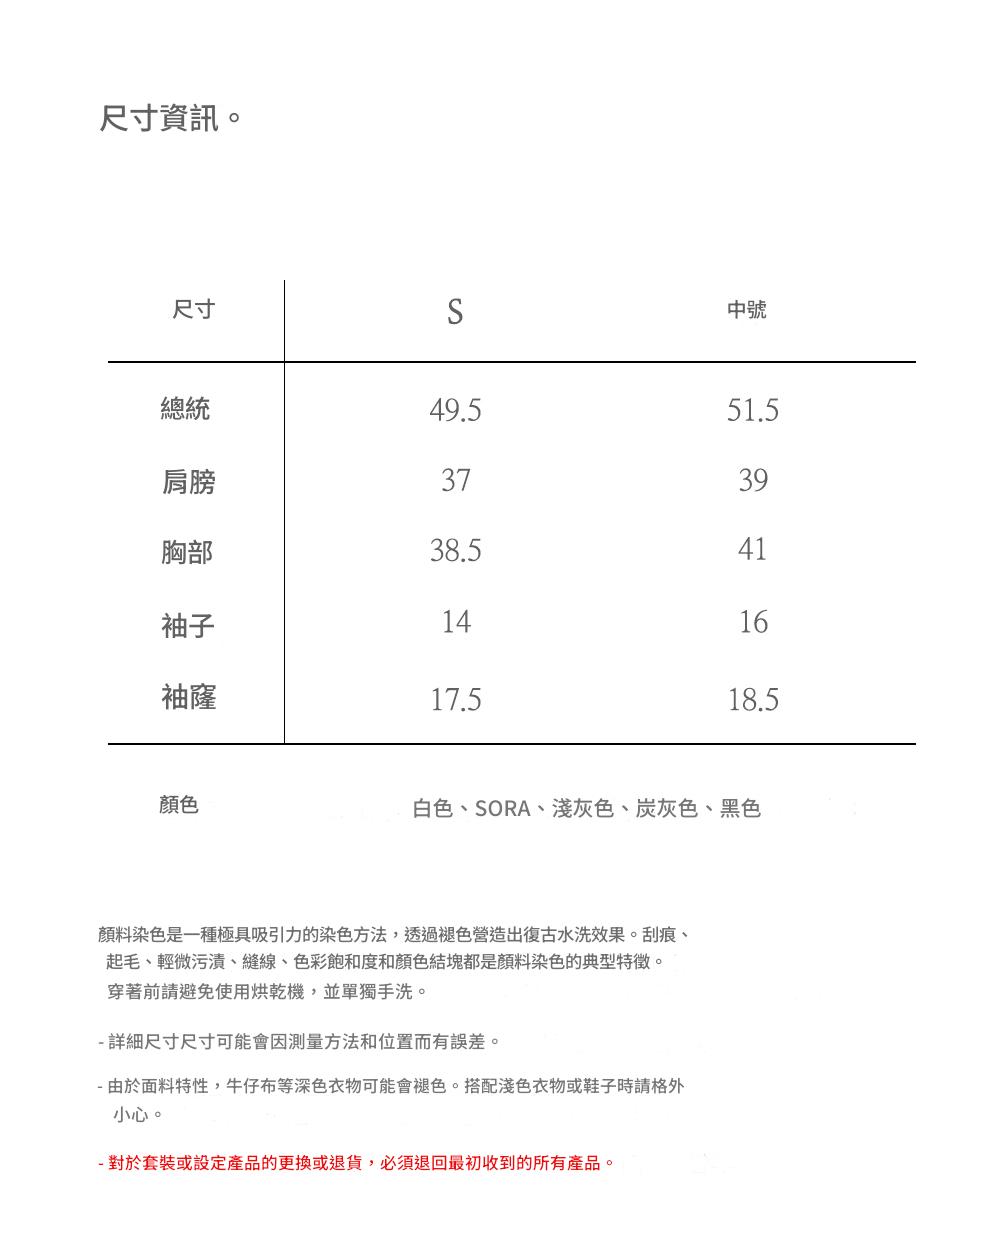 尺寸資訊。
尺寸 S 中號
總統 49.5 51.5
肩膀 37 39
胸部 38.5 41
袖子 14 16
袖窿 17.5 18.5
顏色 白色、SORA、淺灰色、炭灰色、黑色
顏料染色是一種極具吸引力的染色方法，透過褪色營造出復古水洗效果。刮痕、
起毛、輕微污漬、縫線、色彩飽和度和顏色結塊都是顏料染色的典型特徵。
穿著前請避免使用烘乾機，並單獨手洗。
- 詳細尺寸尺寸可能會因測量方法和位置而有誤差。
- 由於面料特性，牛仔布等深色衣物可能會褪色。搭配淺色衣物或鞋子時請格外
小心。
- 對於套裝或設定產品的更換或退貨，必須退回最初收到的所有產品。